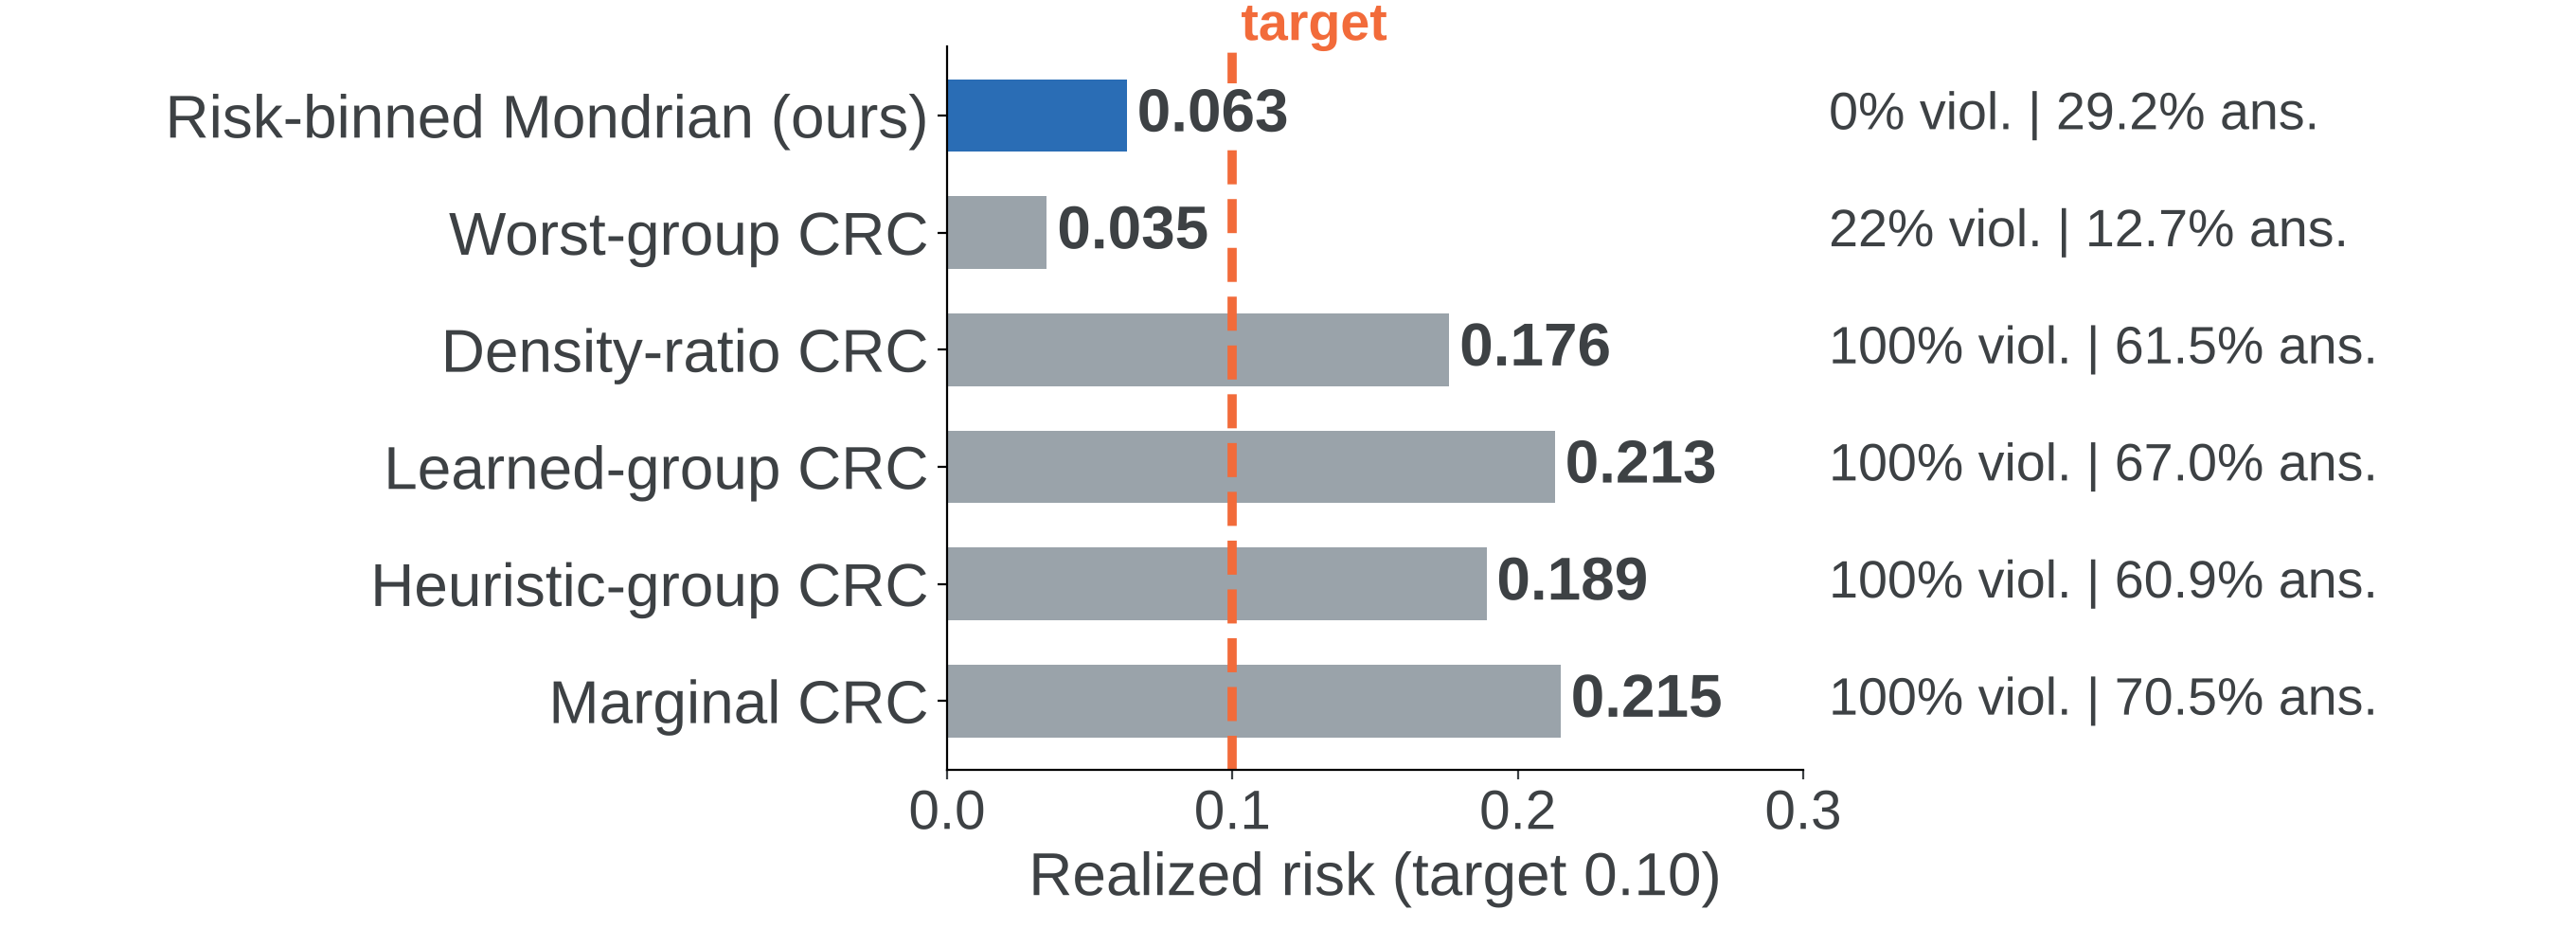 target
Risk-binned Mondrian (ours) 0.063 0% viol. | 29.2% ans.
Worst-group CRC 0.035 22% viol. | 12.7% ans.
Density-ratio CRC 0.176 100% viol. | 61.5% ans.
Learned-group CRC 0.213 100% viol. | 67.0% ans.
Heuristic-group CRC 0.189 100% viol. | 60.9% ans.
Marginal CRC 0.215 100% viol. | 70.5% ans.
0.0 0.1 0.2 0.3
Realized risk (target 0.10)